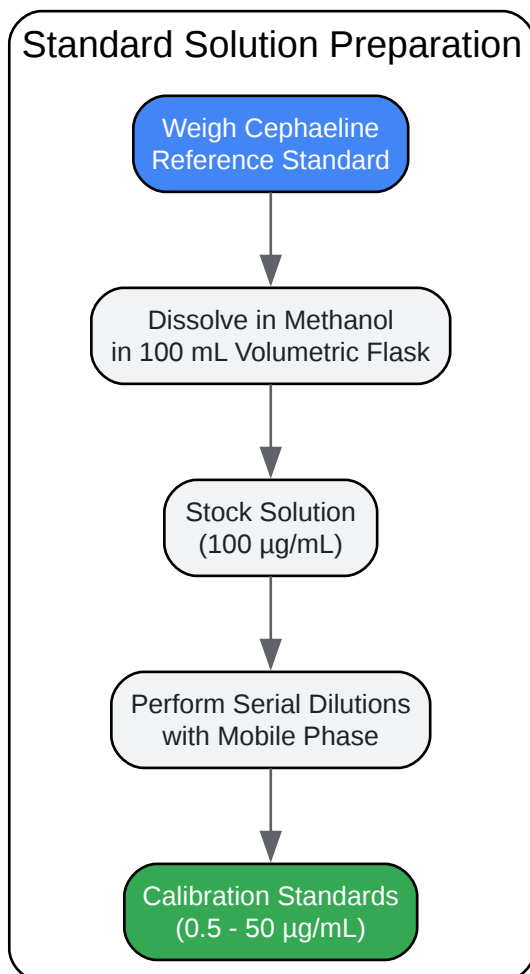 Standard Solution Preparation
Weigh Cephaeline
Reference Standard
Dissolve in Methanol
in 100 mL Volumetric Flask
Stock Solution
(100 µg/mL)
Perform Serial Dilutions
with Mobile Phase
Calibration Standards
(0.5 - 50 µg/mL)